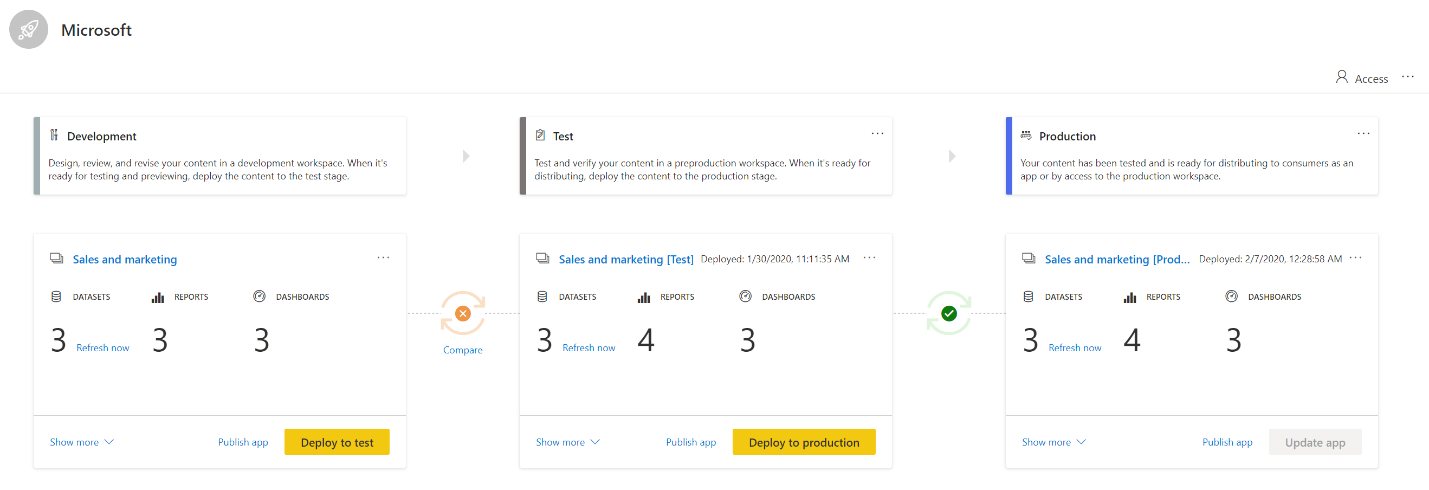 Microsoft
Access
Development
Design, review, and revise your content in a development workspace. When it's
ready for testing and previewing, deploy the content to the test stage.
Test
Test and verify your content in a preproduction workspace. When it's ready for
distributing, deploy the content to the production stage.
Production
Your content has been tested and is ready for distributing to consumers as an
app or by access to the production workspace.
Sales and marketing
DATASETS REPORTS DASHBOARDS
3 Refresh now 3 3
Show more Publish app Deploy to test
Compare
Sales and marketing [Test] Deployed: 1/30/2020, 11:11:35 AM
DATASETS REPORTS DASHBOARDS
3 Refresh now 4 3
Show more Publish app Deploy to production
Sales and marketing [Prod... Deployed: 2/7/2020, 12:28:58 AM
DATASETS REPORTS DASHBOARDS
3 Refresh now 4 3
Show more Publish app Update app